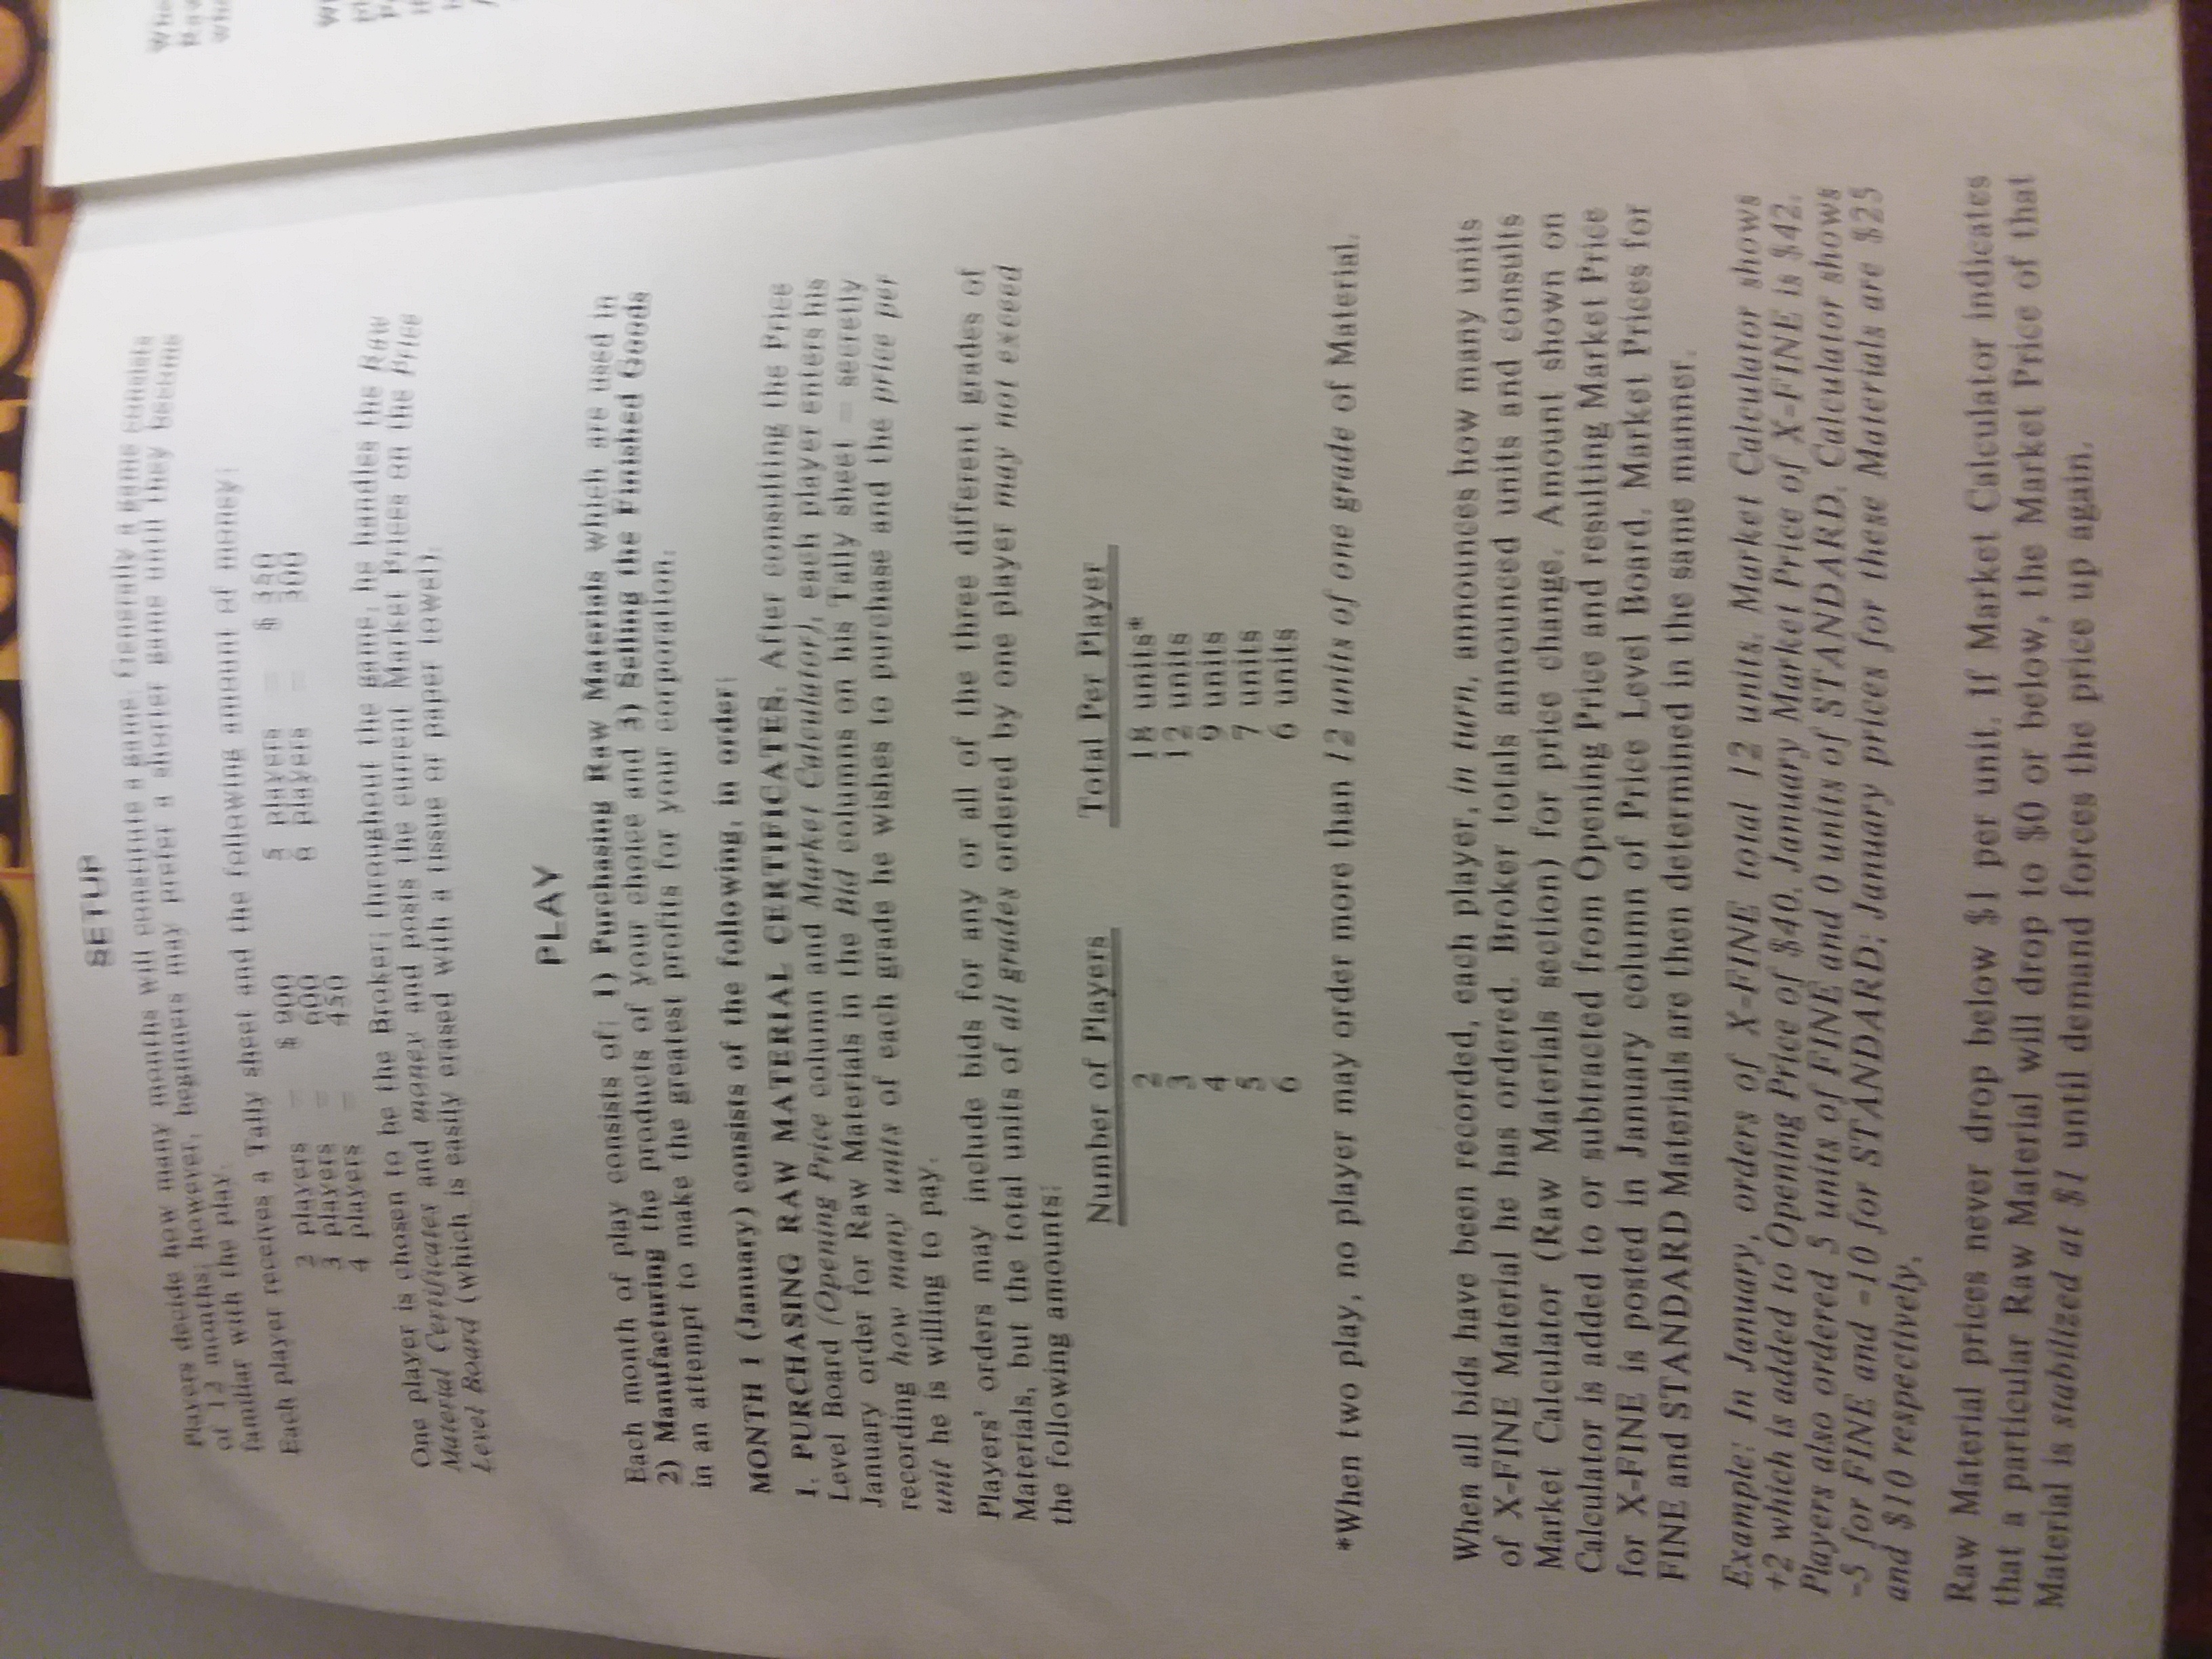 SETUP
Players decide how many months will constitute a game. Generally a game consists
of 12 months; however, beginners may prefer a shorter game until they become
familiar with the play.
Each player receives a Tally sheet and the following amount of money:
2 players = $ 900 5 players = $ 350
3 players = 600 6 players = 300
4 players = 450
One player is chosen to be the Broker; throughout the game, he handles the Raw
Material Certificates and money and posts the current Market Prices on the Price
Level Board (which is easily erased with a tissue or paper towel).
PLAY
Each month of play consists of: 1) Purchasing Raw Materials which are used in
2) Manufacturing the products of your choice and 3) Selling the Finished Goods
in an attempt to make the greatest profits for your corporation.
MONTH 1 (January) consists of the following, in order:
1. PURCHASING RAW MATERIAL CERTIFICATES. After consulting the Price
Level Board (Opening Price column and Market Calculator), each player enters his
January order for Raw Materials in the Bid columns on his Tally sheet — secretly
recording how many units of each grade he wishes to purchase and the price per
unit he is willing to pay.
Players' orders may include bids for any or all of the three different grades of
Materials, but the total units of all grades ordered by one player may not exceed
the following amounts:
Number of Players Total Per Player
2 18 units*
3 12 units
4 9 units
5 7 units
6 6 units
*When two play, no player may order more than 12 units of one grade of Material.
When all bids have been recorded, each player, in turn, announces how many units
of X-FINE Material he has ordered. Broker totals announced units and consults
Market Calculator (Raw Materials section) for price change. Amount shown on
Calculator is added to or subtracted from Opening Price and resulting Market Price
for X-FINE is posted in January column of Price Level Board. Market Prices for
FINE and STANDARD Materials are then determined in the same manner.
Example: In January, orders of X-FINE total 12 units. Market Calculator shows
+2 which is added to Opening Price of $40. January Market Price of X-FINE is $42.
Players also ordered 5 units of FINE and 0 units of STANDARD. Calculator shows
-5 for FINE and -10 for STANDARD; January prices for these Materials are $25
and $10 respectively.
Raw Material prices never drop below $1 per unit. If Market Calculator indicates
that a particular Raw Material will drop to $0 or below, the Market Price of that
Material is stabilized at $1 until demand forces the price up again.